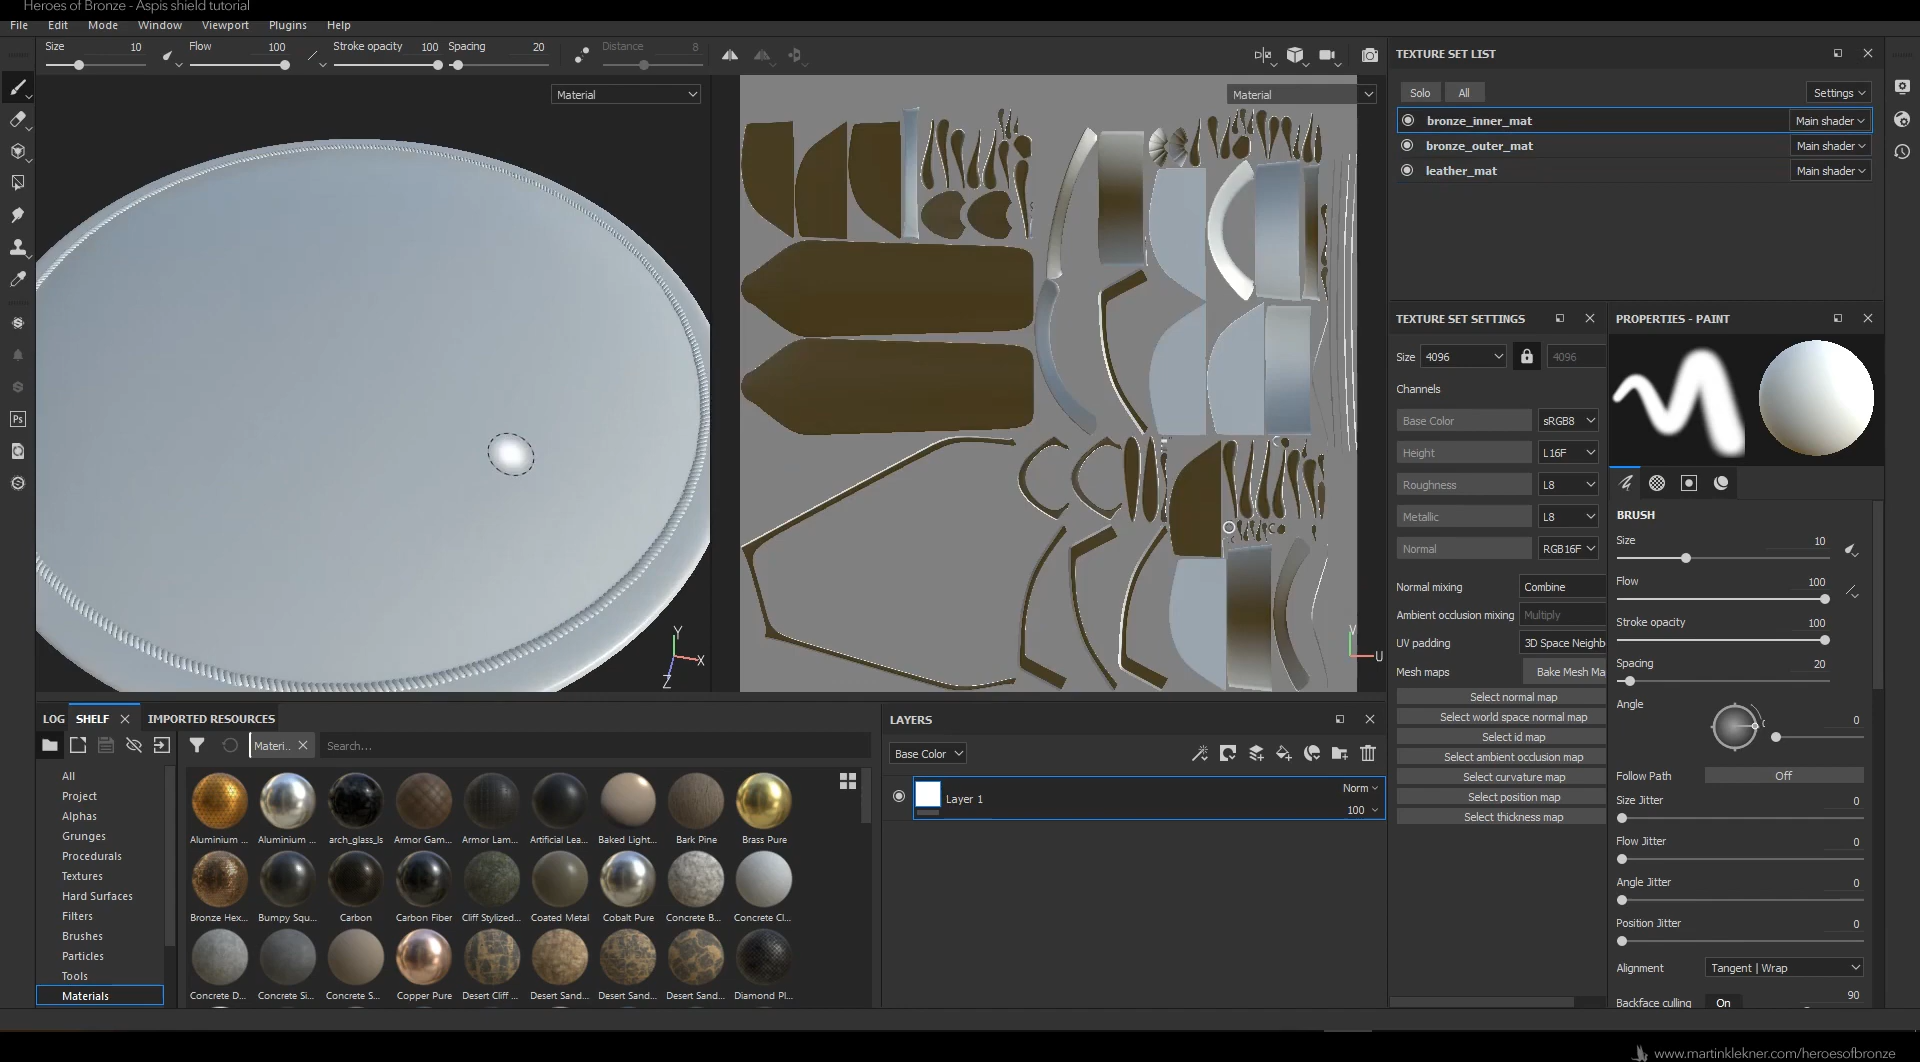 Heroes of Bronze - Aspis shield tutorial
File Edit Mode Window Viewport Plugins Help
Size 10 Flow 100 Stroke opacity 100 Spacing 20 Distance 8
Material
Material
TEXTURE SET LIST
Solo All Settings
bronze_inner_mat Main shader
bronze_outer_mat Main shader
leather_mat Main shader
TEXTURE SET SETTINGS
Size 4096 4096
Channels
Base Color sRGB8
Height L16F
Roughness L8
Metallic L8
Normal RGB16F
Normal mixing Combine
Ambient occlusion mixing Multiply
UV padding 3D Space Neighb
Mesh maps Bake Mesh Ma
Select normal map
Select world space normal map
Select id map
Select ambient occlusion map
Select curvature map
Select position map
Select thickness map
PROPERTIES - PAINT
BRUSH
Size 10
Flow 100
Stroke opacity 100
Spacing 20
Angle 0
Follow Path Off
Size Jitter 0
Flow Jitter 0
Angle Jitter 0
Position Jitter 0
Alignment Tangent | Wrap
Backface culling On 90
Y
X
Z
V
U
Ps
LOG SHELF IMPORTED RESOURCES
Materi... Search...
All
Project
Alphas
Grunges
Procedurals
Textures
Hard Surfaces
Filters
Brushes
Particles
Tools
Materials
Aluminium ... Aluminium ... arch_glass_ls Armor Gam... Armor Lam... Artificial Lea... Baked Light... Bark Pine Brass Pure
Bronze Hex... Bumpy Squ... Carbon Carbon Fiber Cliff Stylized... Coated Metal Cobalt Pure Concrete B... Concrete Cl...
Concrete D... Concrete Si... Concrete S... Copper Pure Desert Cliff ... Desert Sand... Desert Sand... Desert Sand... Diamond Pl...
LAYERS
Base Color
Layer 1 Norm
100
www.martinklekner.com/heroesofbronze